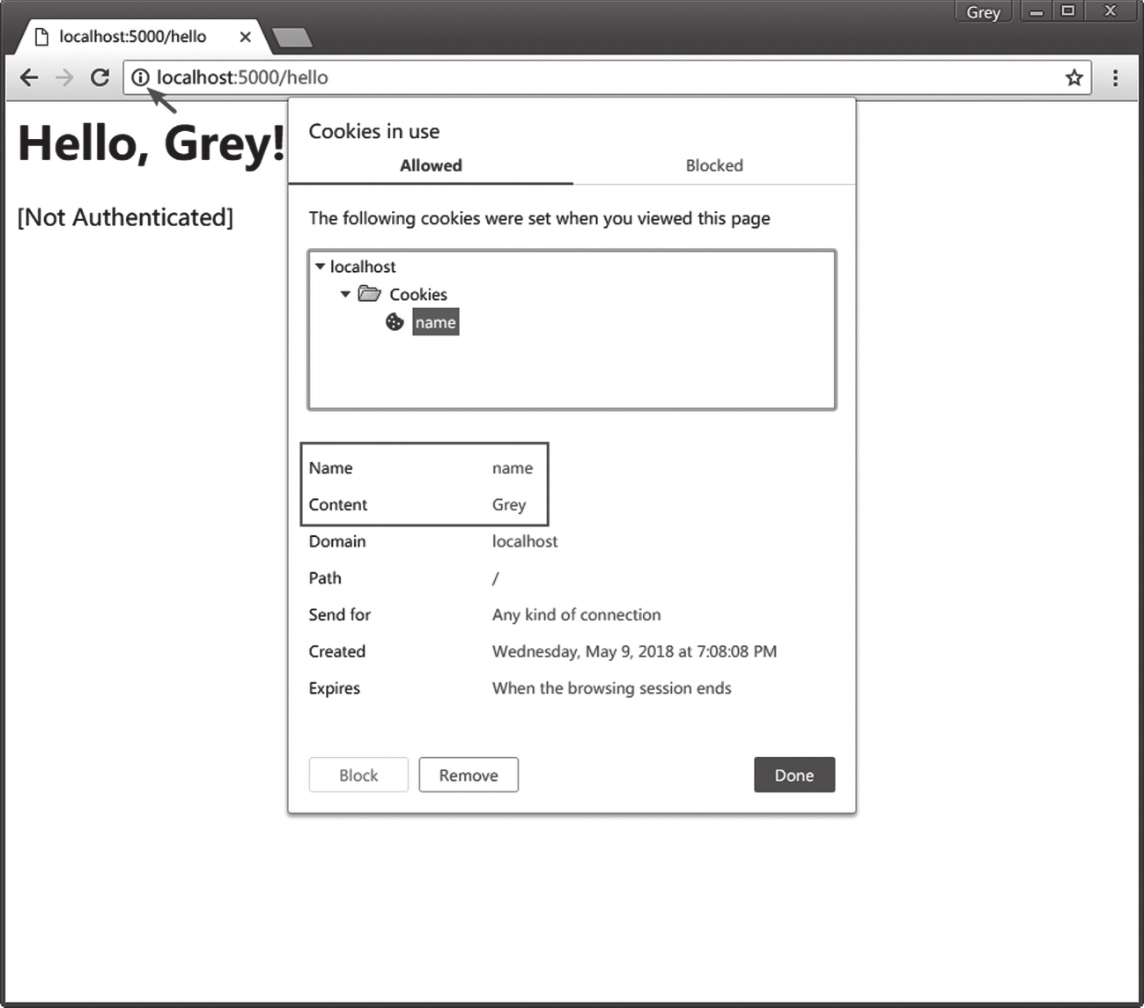 Grey
localhost:5000/hello
localhost:5000/hello
Hello, Grey!
[Not Authenticated]
Cookies in use
Allowed Blocked
The following cookies were set when you viewed this page
localhost
Cookies
name
Name name
Content Grey
Domain localhost
Path /
Send for Any kind of connection
Created Wednesday, May 9, 2018 at 7:08:08 PM
Expires When the browsing session ends
Block Remove Done